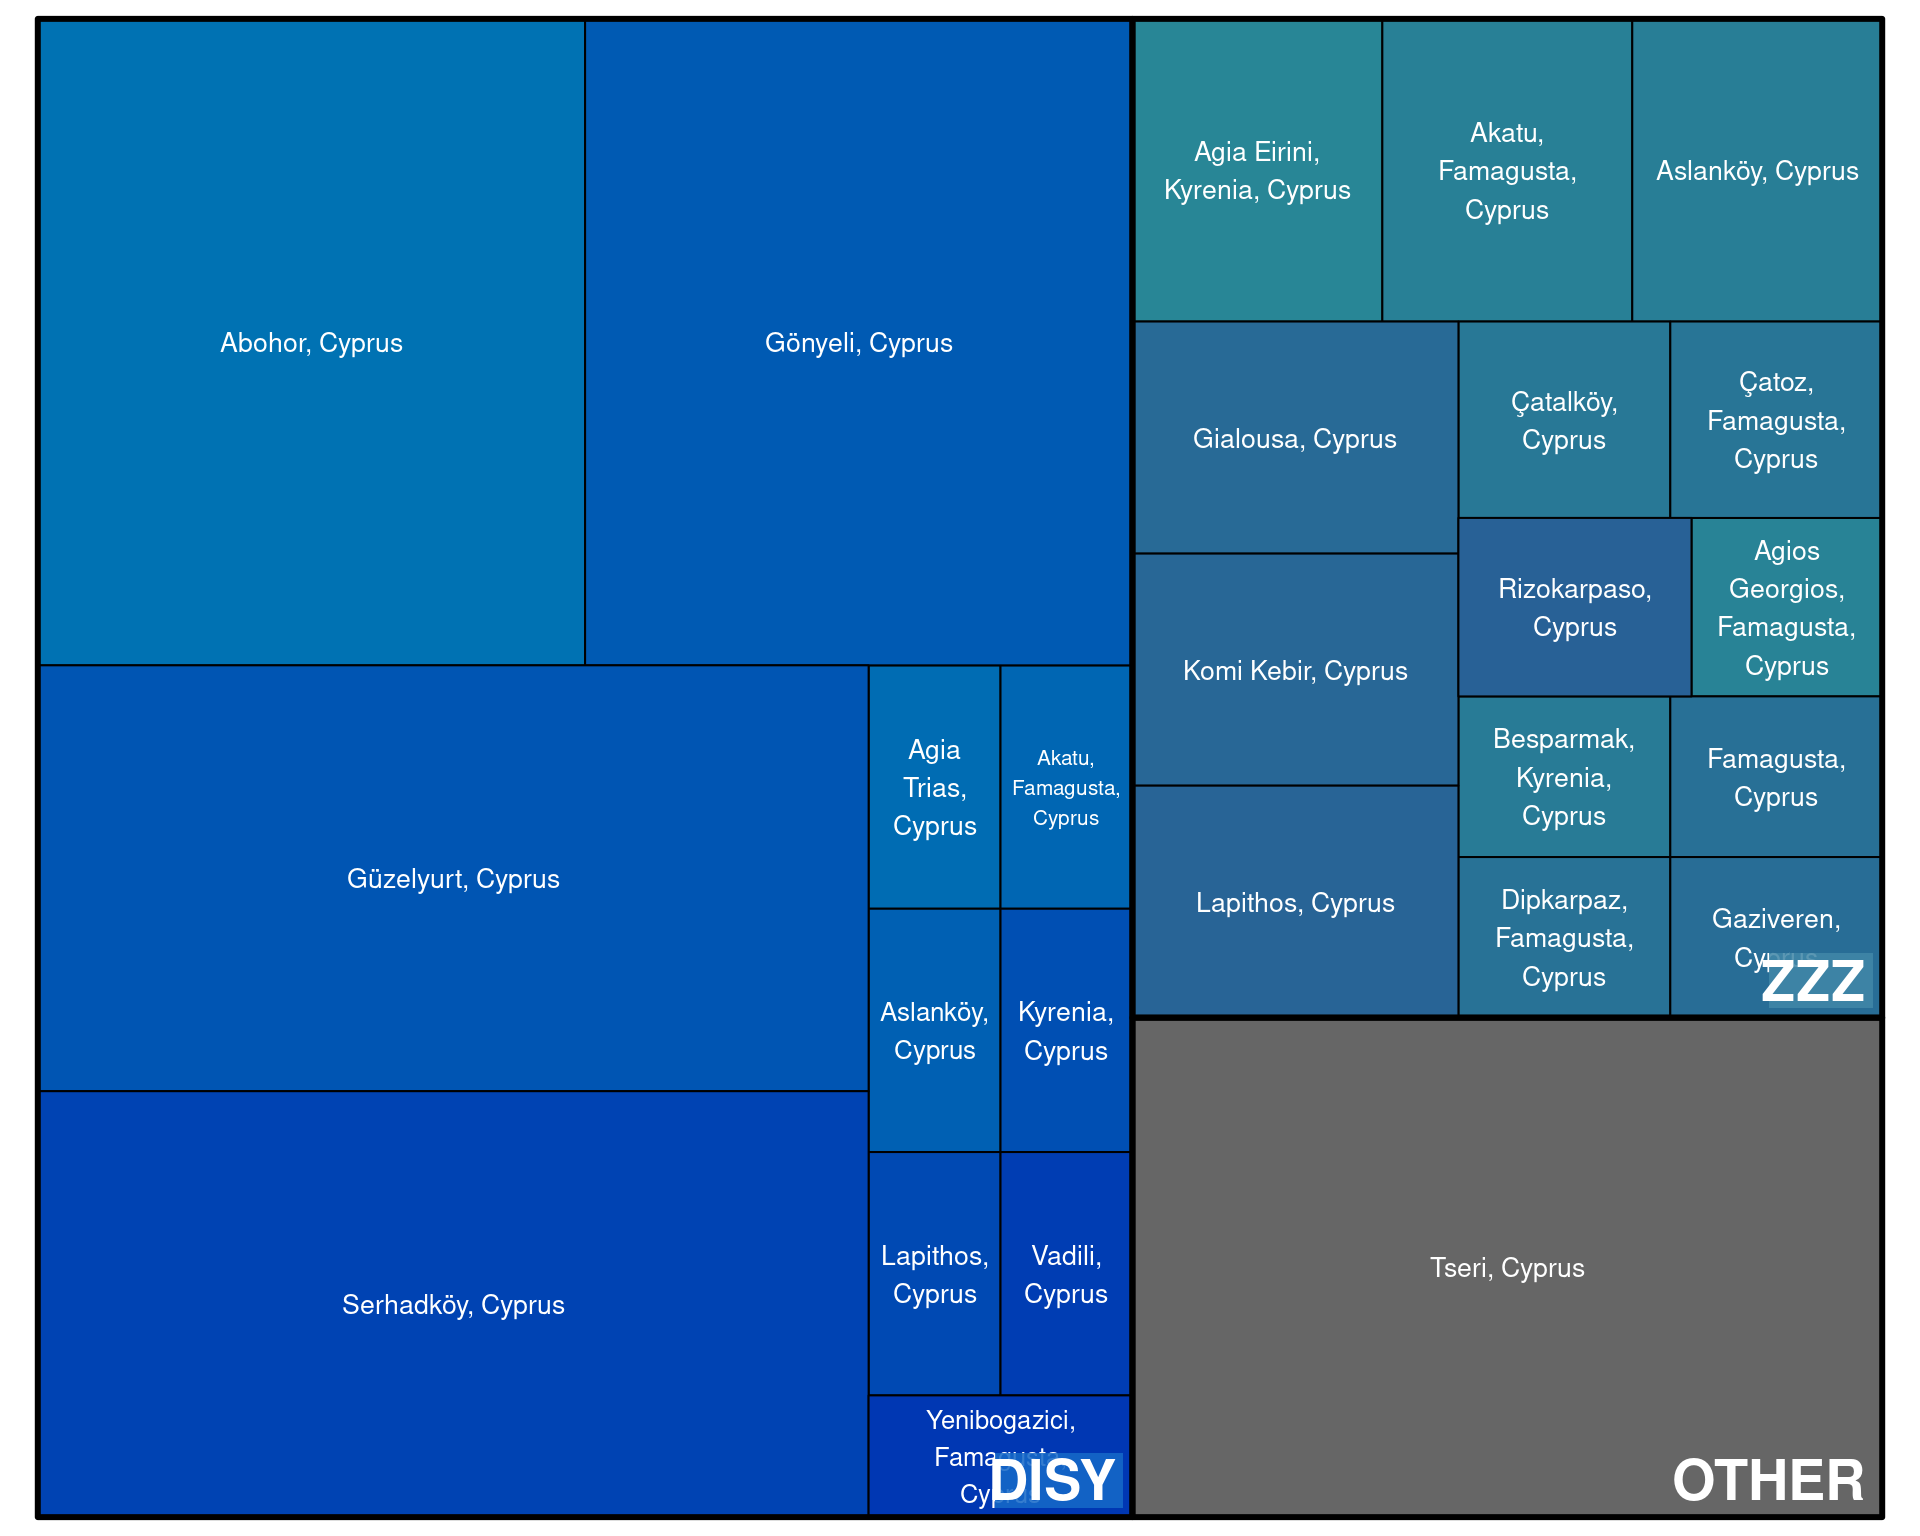 Abohor, Cyprus
Gönyeli, Cyprus
Güzelyurt, Cyprus
Serhadköy, Cyprus
Agia
Trias,
Cyprus
Akatu,
Famagusta,
Cyprus
Aslanköy,
Cyprus
Kyrenia,
Cyprus
Lapithos,
Cyprus
Vadili,
Cyprus
Yenibogazici,
Famagusta,
Cyprus
DISY
Agia Eirini,
Kyrenia, Cyprus
Akatu,
Famagusta,
Cyprus
Aslanköy, Cyprus
Gialousa, Cyprus
Komi Kebir, Cyprus
Lapithos, Cyprus
Çatalköy,
Cyprus
Çatoz,
Famagusta,
Cyprus
Rizokarpaso,
Cyprus
Agios
Georgios,
Famagusta,
Cyprus
Besparmak,
Kyrenia,
Cyprus
Famagusta,
Cyprus
Dipkarpaz,
Famagusta,
Cyprus
Gaziveren,
Cyprus
ZZZ
Tseri, Cyprus
OTHER